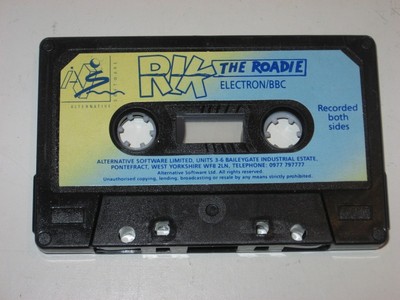 RIK THE ROADIE
ELECTRON/BBC
ALTERNATIVE
SOFTWARE
Recorded
both
sides
ALTERNATIVE SOFTWARE LIMITED, UNITS 3-6 BAILEYGATE INDUSTRIAL ESTATE,
PONTEFRACT, WEST YORKSHIRE WF8 2LN, TELEPHONE: 0977 797777
Alternative Software Ltd. All rights reserved.
Unauthorised copying, lending, broadcasting or resale by any means strictly prohibited.